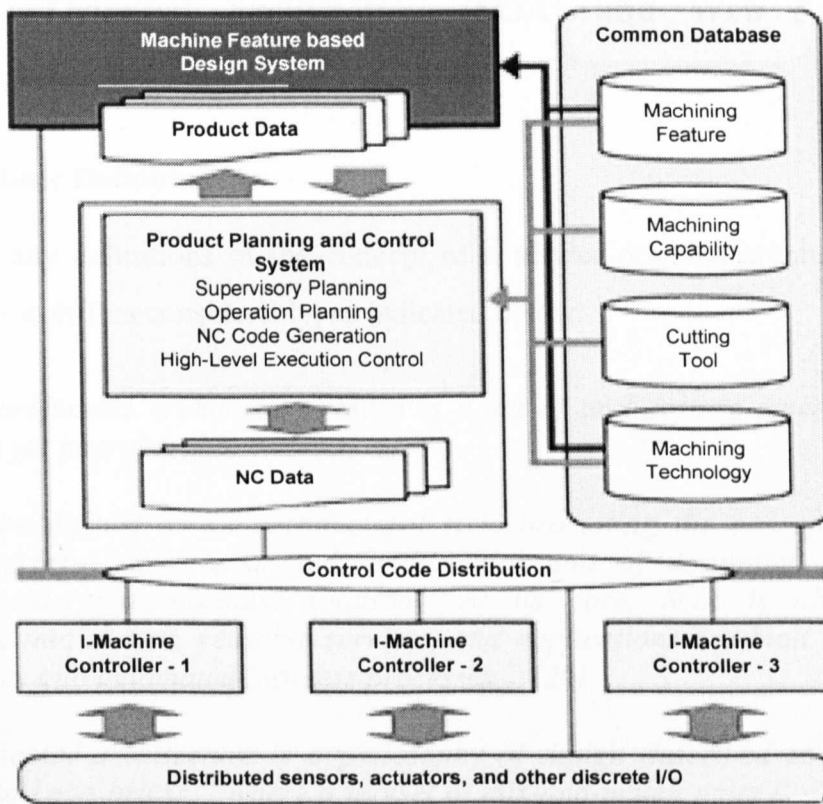 Machine Feature based
Design System
Product Data
Product Planning and Control
System
Supervisory Planning
Operation Planning
NC Code Generation
High-Level Execution Control
NC Data
Common Database
Machining
Feature
Machining
Capability
Cutting
Tool
Machining
Technology
Control Code Distribution
I-Machine
Controller - 1
I-Machine
Controller - 2
I-Machine
Controller - 3
Distributed sensors, actuators, and other discrete I/O